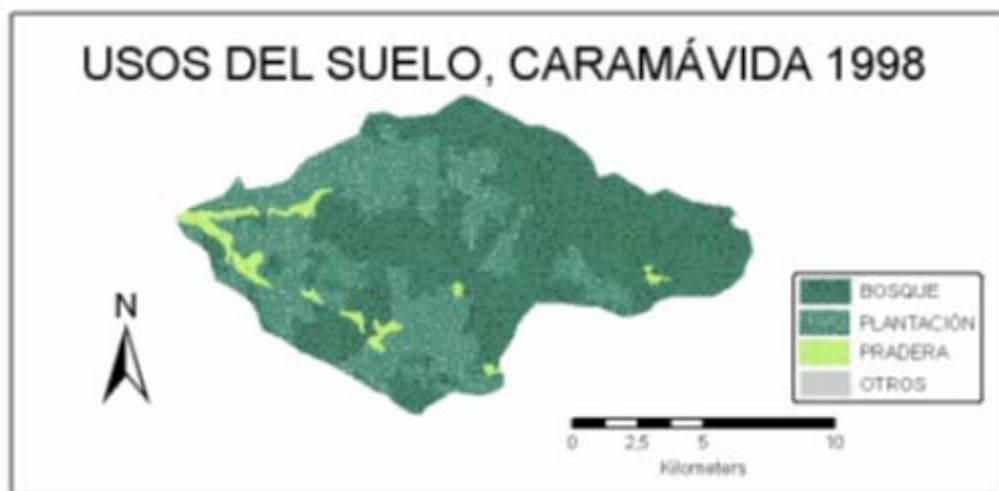 USOS DEL SUELO, CARAMÁVIDA 1998
N
BOSQUE
PLANTACIÓN
PRADERA
OTROS
0 2,5 5 10
Kilometers